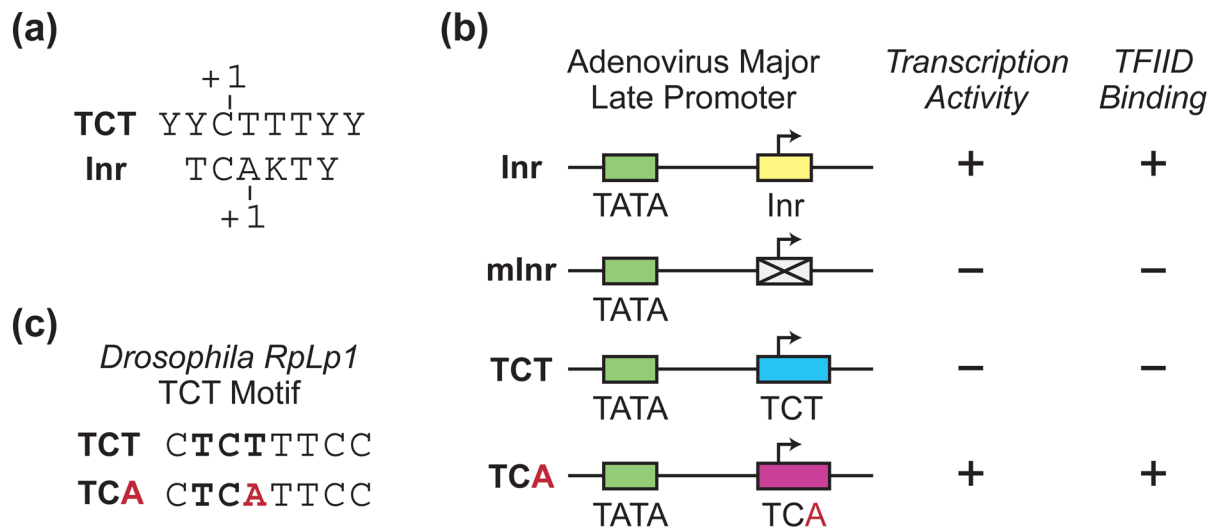 (a)
+1
TCT YYCTTTYY
Inr TCAKTY
+1
(b)
Adenovirus Major
Late Promoter
Transcription
Activity
TFIID
Binding
Inr + +
TATA Inr
mInr − −
TATA
TCT − −
TATA TCT
TCA + +
TATA TCA
(c)
Drosophila RpLp1
TCT Motif
TCT CTCTTTCC
TCA CTCATTCC